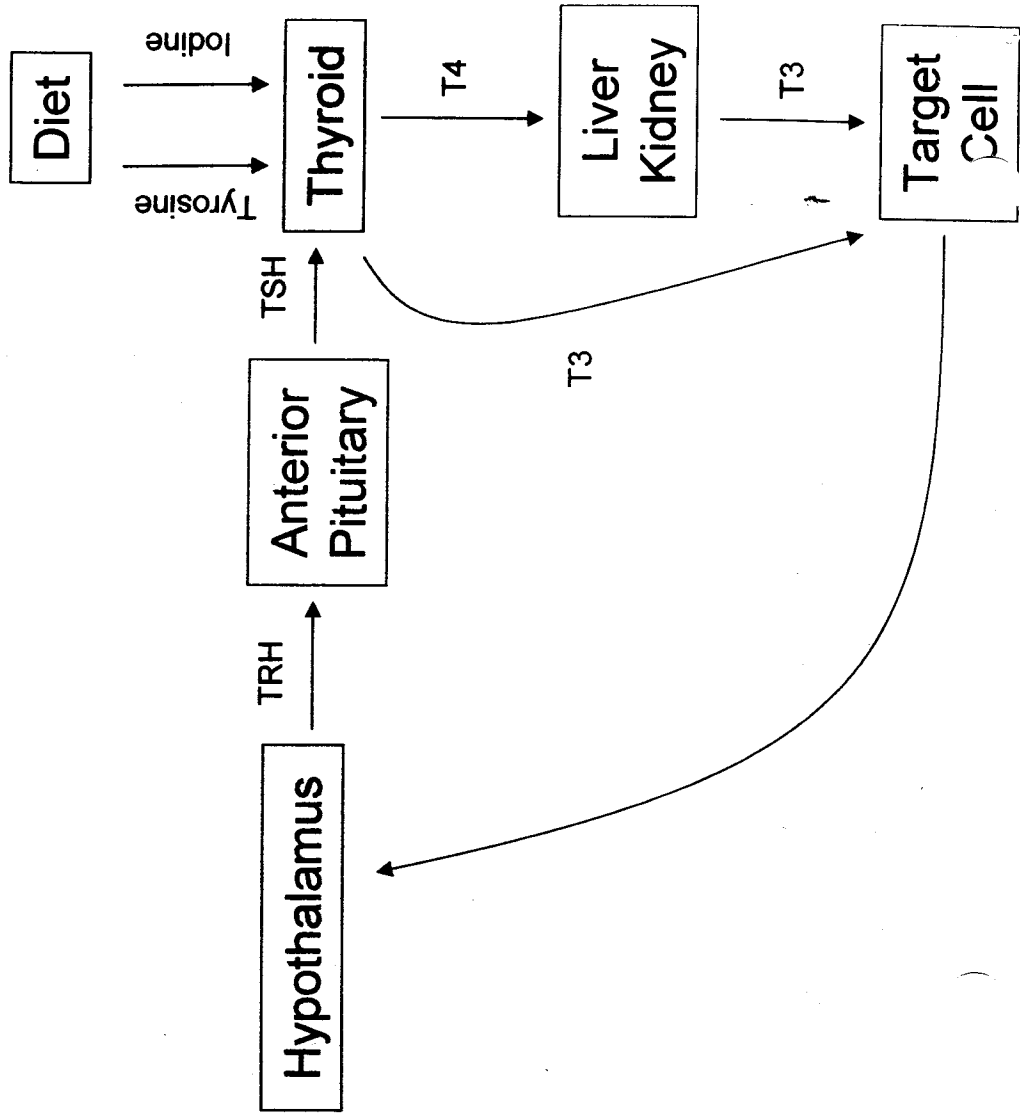 Diet
Tyrosine
Iodine
Hypothalamus
TRH
Anterior
Pituitary
TSH
Thyroid
T4
T3
Liver
Kidney
T3
Target
Cell